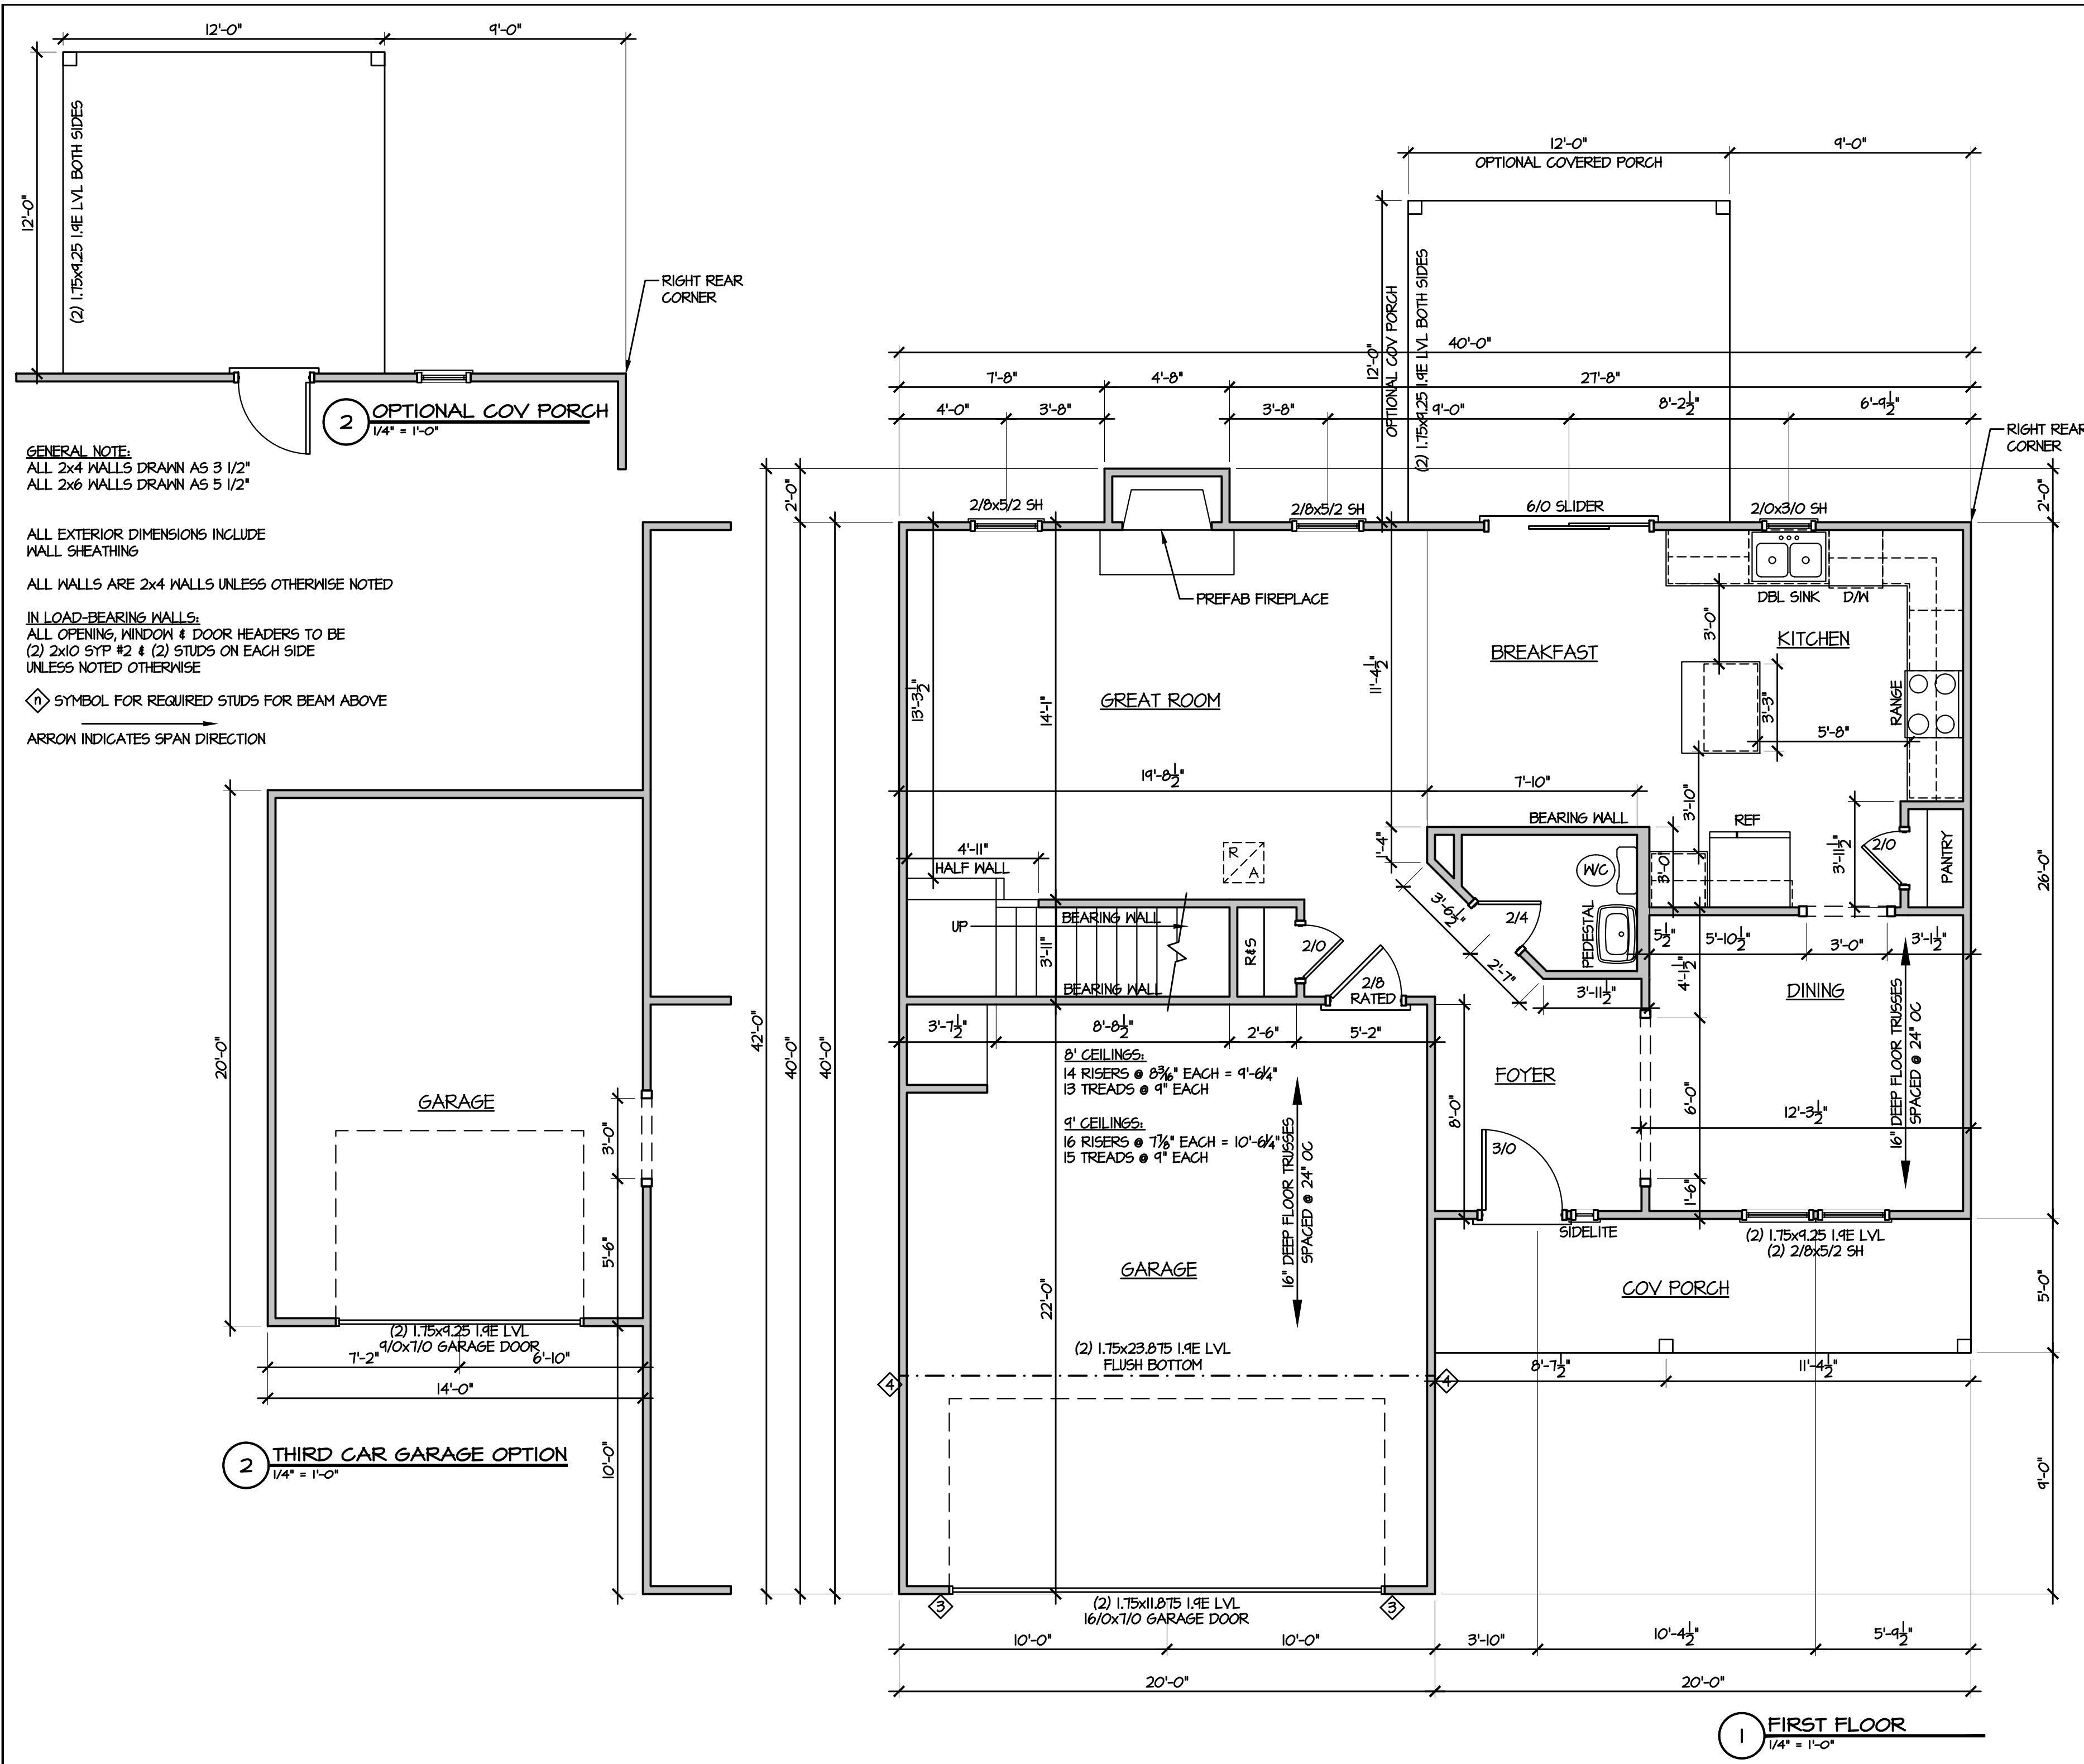 12'-0"
9'-0"
12'-0"
(2) 1.75x9.25 1.9E LVL BOTH SIDES
RIGHT REAR
CORNER
2
OPTIONAL COV PORCH
1/4" = 1'-0"
GENERAL NOTE:
ALL 2x4 WALLS DRAWN AS 3 1/2"
ALL 2x6 WALLS DRAWN AS 5 1/2"
ALL EXTERIOR DIMENSIONS INCLUDE
WALL SHEATHING
ALL WALLS ARE 2x4 WALLS UNLESS OTHERWISE NOTED
IN LOAD-BEARING WALLS:
ALL OPENING, WINDOW & DOOR HEADERS TO BE
(2) 2x10 SYP #2 & (2) STUDS ON EACH SIDE
UNLESS NOTED OTHERWISE
n SYMBOL FOR REQUIRED STUDS FOR BEAM ABOVE
ARROW INDICATES SPAN DIRECTION
20'-0"
GARAGE
3'-0"
5'-6"
10'-0"
(2) 1.75x9.25 1.9E LVL
9/0x7/0 GARAGE DOOR
7'-2"
6'-10"
14'-0"
2
THIRD CAR GARAGE OPTION
1/4" = 1'-0"
12'-0"
9'-0"
OPTIONAL COVERED PORCH
12'-0"
OPTIONAL COV PORCH
(2) 1.75x9.25 1.9E LVL BOTH SIDES
40'-0"
7'-8"
4'-8"
27'-8"
4'-0"
3'-8"
3'-8"
9'-0"
8'-2 1/2"
6'-9 1/2"
RIGHT REAR
CORNER
2'-0"
2'-0"
2/8x5/2 SH
2/8x5/2 SH
6/0 SLIDER
2/0x3/0 SH
PREFAB FIREPLACE
DBL SINK
D/W
3'-0"
KITCHEN
BREAKFAST
GREAT ROOM
13'-3 1/2"
14'-1"
11'-4 1/2"
3'-3"
RANGE
5'-8"
19'-8 1/2"
7'-10"
3'-10"
BEARING WALL
REF
1'-4"
3'-0"
3'-11 1/2"
2/0
PANTRY
26'-0"
4'-11"
HALF WALL
R
A
W/C
3'-6 1/2"
2/4
PEDESTAL
BEARING WALL
UP
3'-11"
R&S
2/0
BEARING WALL
2/8
RATED
2'-7"
3'-11 1/2"
5 1/2"
5'-10 1/2"
3'-0"
3'-1 1/2"
4'-1 1/2"
DINING
42'-0"
40'-0"
40'-0"
3'-7 1/2"
8'-8 1/2"
2'-6"
5'-2"
8' CEILINGS:
14 RISERS @ 8 3/16" EACH = 9'-6 1/4"
13 TREADS @ 9" EACH
9' CEILINGS:
16 RISERS @ 7 7/8" EACH = 10'-6 1/4"
15 TREADS @ 9" EACH
16" DEEP FLOOR TRUSSES
SPACED @ 24" OC
FOYER
8'-0"
6'-0"
12'-3 1/2"
16" DEEP FLOOR TRUSSES
SPACED @ 24" OC
3/0
1'-6"
SIDELITE
(2) 1.75x9.25 1.9E LVL
(2) 2/8x5/2 SH
GARAGE
22'-0"
COV PORCH
5'-0"
(2) 1.75x23.875 1.9E LVL
FLUSH BOTTOM
4
4
8'-7 1/2"
11'-4 1/2"
9'-0"
3
3
(2) 1.75x11.875 1.9E LVL
16/0x7/0 GARAGE DOOR
10'-0"
10'-0"
3'-10"
10'-4 1/2"
5'-9 1/2"
20'-0"
20'-0"
1
FIRST FLOOR
1/4" = 1'-0"